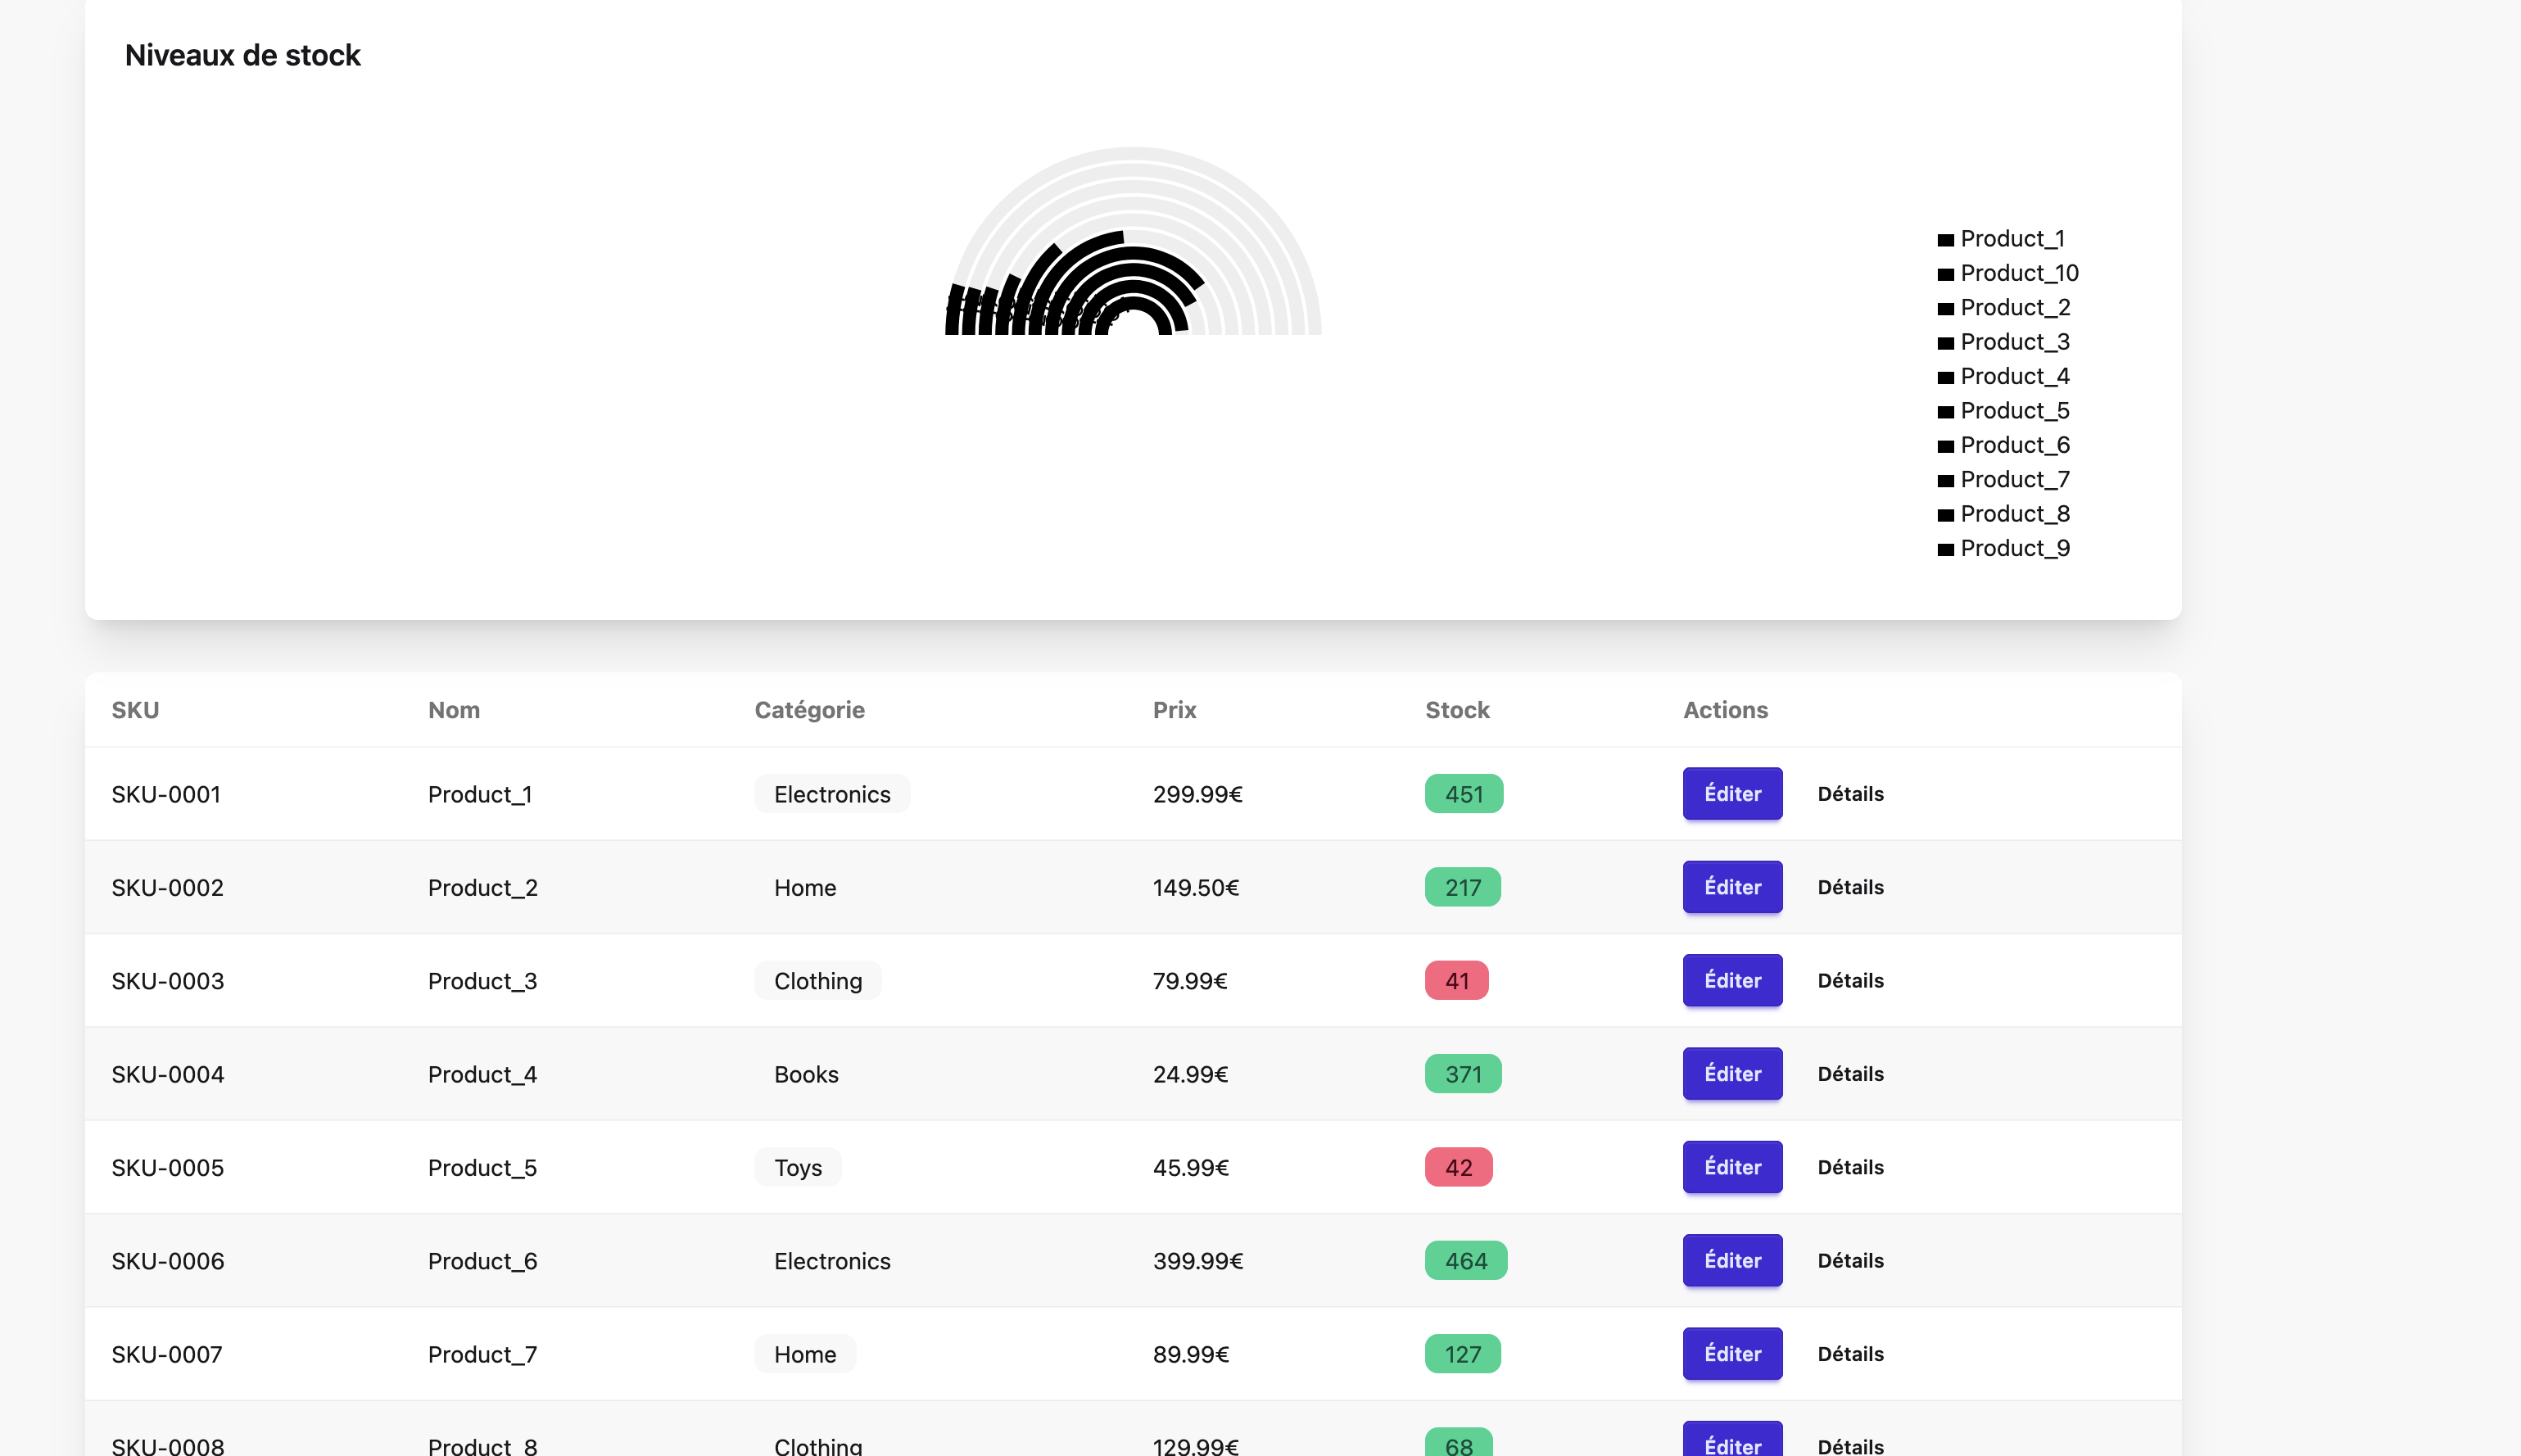 Niveaux de stock
Product_1
Product_10
Product_2
Product_3
Product_4
Product_5
Product_6
Product_7
Product_8
Product_9
SKU Nom Catégorie Prix Stock Actions
SKU-0001 Product_1 Electronics 299.99€ 451 Éditer Détails
SKU-0002 Product_2 Home 149.50€ 217 Éditer Détails
SKU-0003 Product_3 Clothing 79.99€ 41 Éditer Détails
SKU-0004 Product_4 Books 24.99€ 371 Éditer Détails
SKU-0005 Product_5 Toys 45.99€ 42 Éditer Détails
SKU-0006 Product_6 Electronics 399.99€ 464 Éditer Détails
SKU-0007 Product_7 Home 89.99€ 127 Éditer Détails
SKU-0008 Product_8 Clothing 129.99€ 68 Éditer Détails